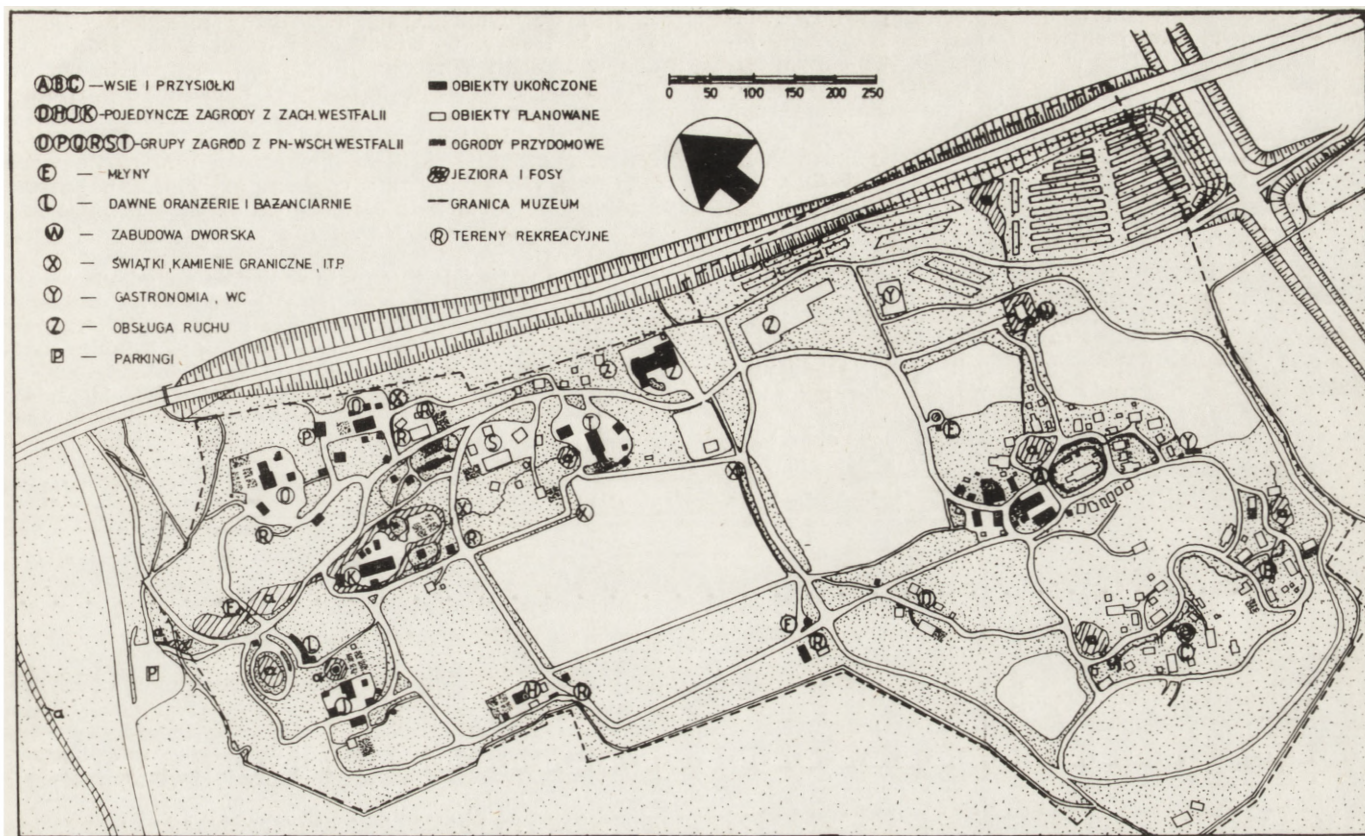 ABC — WSIE I PRZYSIOŁKI
DHJK - POJEDYNCZE ZAGRODY Z ZACH. WESTFALII
OPQRST - GRUPY ZAGRÓD Z PN-WSCH. WESTFALII
E — MŁYNY
L — DAWNE ORANŻERIE I BAŻANCIARNIE
W — ZABUDOWA DWORSKA
X — ŚWIĄTKI, KAMIENIE GRANICZNE, ITP.
Y — GASTRONOMIA, WC
Z — OBSŁUGA RUCHU
P — PARKINGI
OBIEKTY UKOŃCZONE
OBIEKTY PLANOWANE
OGRODY PRZYDOMOWE
JEZIORA I FOSY
GRANICA MUZEUM
R TERENY REKREACYJNE
0 50 100 150 200 250
Y
Z
Z
Z
O
X
P
R
S
T
E
Y
A
X
X
O
R
R
K
E
B
D
E
R
L
P
J
H
R
C